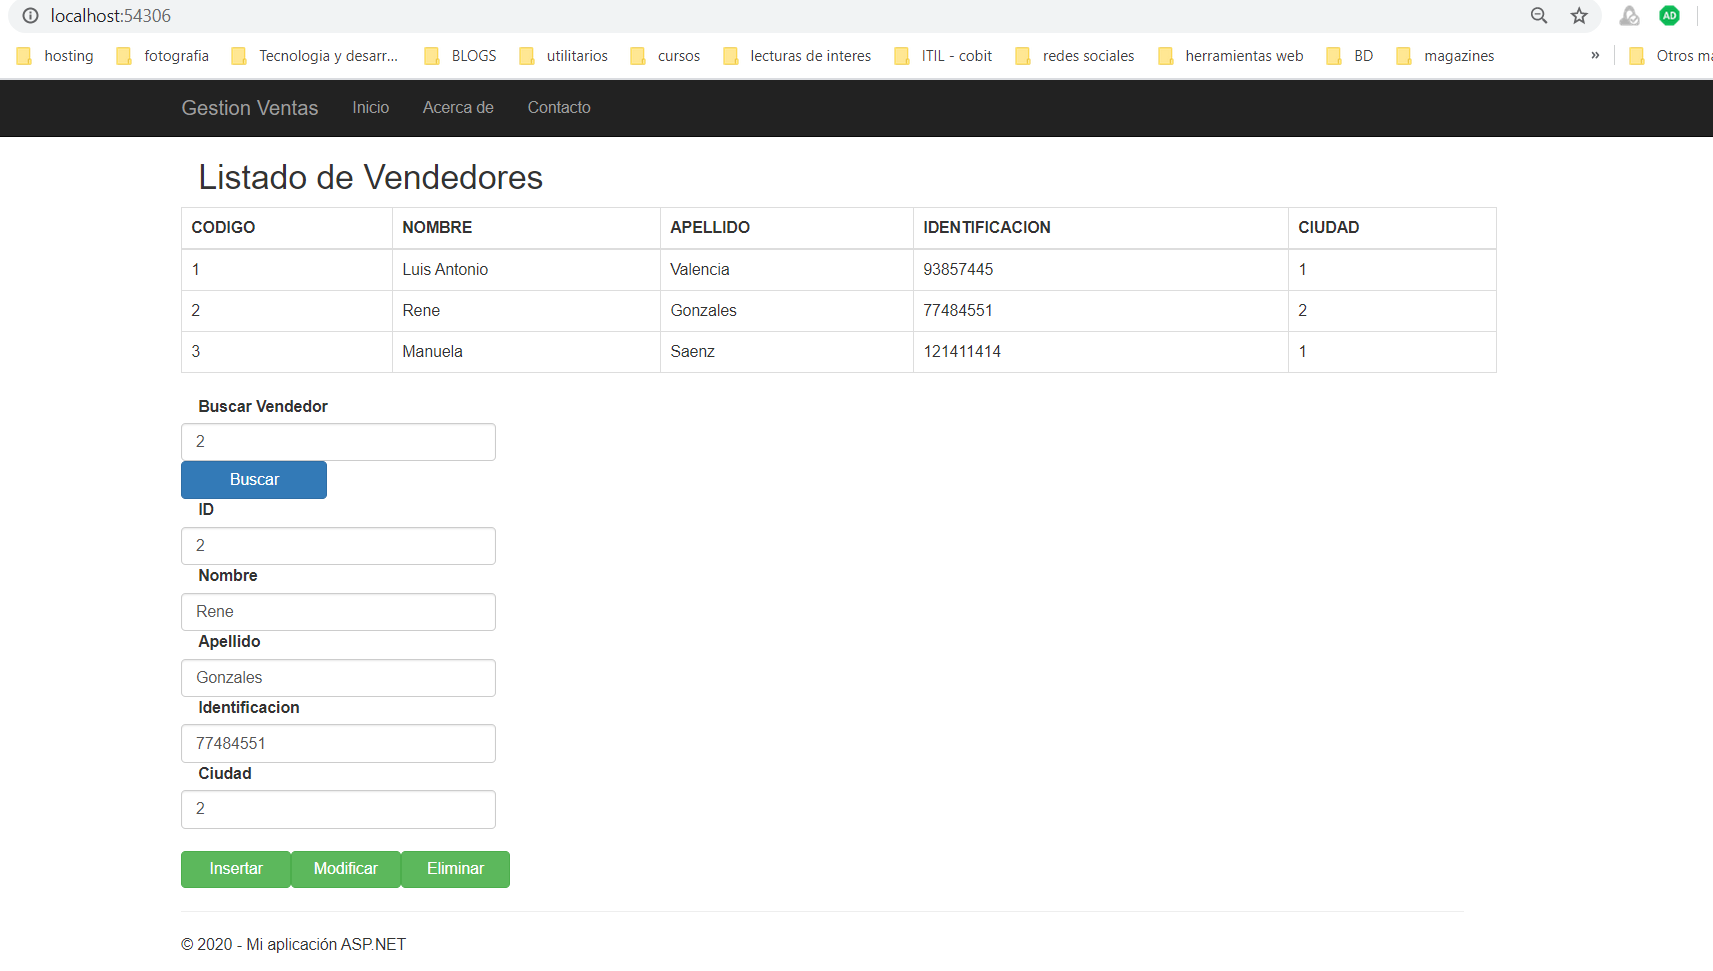 localhost:54306
AD
hosting fotografia Tecnologia y desarr... BLOGS utilitarios cursos lecturas de interes ITIL - cobit redes sociales herramientas web BD magazines » Otros ma
Gestion Ventas Inicio Acerca de Contacto
Listado de Vendedores
CODIGO NOMBRE APELLIDO IDENTIFICACION CIUDAD
1 Luis Antonio Valencia 93857445 1
2 Rene Gonzales 77484551 2
3 Manuela Saenz 121411414 1
Buscar Vendedor
2
Buscar
ID
2
Nombre
Rene
Apellido
Gonzales
Identificacion
77484551
Ciudad
2
Insertar Modificar Eliminar
© 2020 - Mi aplicación ASP.NET